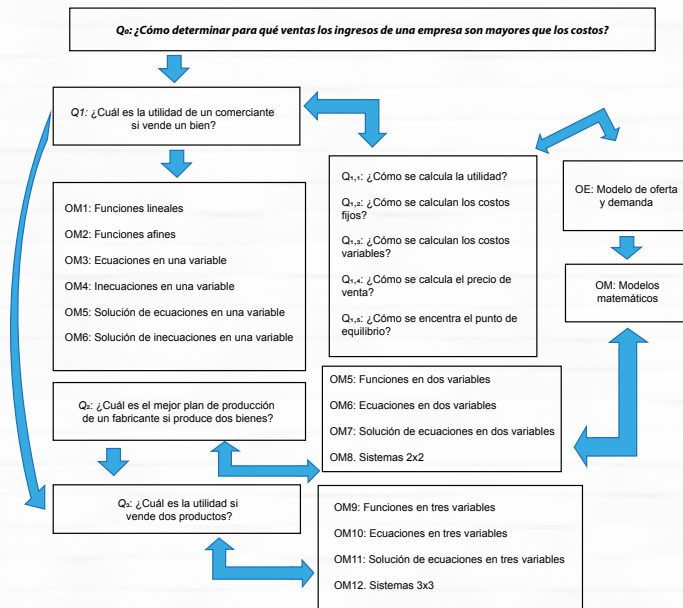 Q₀: ¿Cómo determinar para qué ventas los ingresos de una empresa son mayores que los costos?
Q1: ¿Cuál es la utilidad de un comerciante
si vende un bien?
OM1: Funciones lineales
OM2: Funciones afines
OM3: Ecuaciones en una variable
OM4: Inecuaciones en una variable
OM5: Solución de ecuaciones en una variable
OM6: Solución de inecuaciones en una variable
Q₁,₁: ¿Cómo se calcula la utilidad?
Q₁,₂: ¿Cómo se calculan los costos
fijos?
Q₁,₃: ¿Cómo se calculan los costos
variables?
Q₁,₄: ¿Cómo se calcula el precio de
venta?
Q₁,₅: ¿Cómo se encentra el punto de
equilibrio?
OE: Modelo de oferta
y demanda
OM: Modelos
matemáticos
Q₂: ¿Cuál es el mejor plan de producción
de un fabricante si produce dos bienes?
OM5: Funciones en dos variables
OM6: Ecuaciones en dos variables
OM7: Solución de ecuaciones en dos variables
OM8. Sistemas 2x2
Q₃: ¿Cuál es la utilidad si
vende dos productos?
OM9: Funciones en tres variables
OM10: Ecuaciones en tres variables
OM11: Solución de ecuaciones en tres variables
OM12. Sistemas 3x3